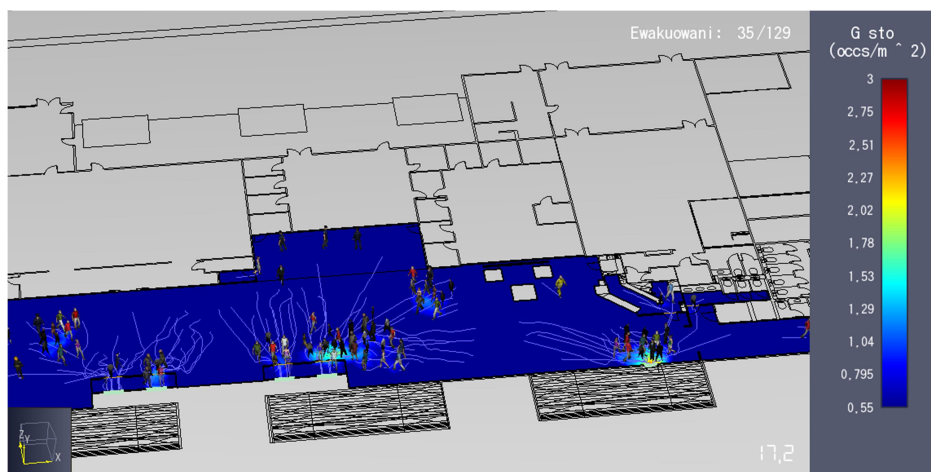 Ewakuowani: 35/129
G sto
(occs/m ^ 2)
3
2,75
2,51
2,27
2,02
1.78
1,53
1,29
1,04
0,795
0,55
Z
Y
X
17,2